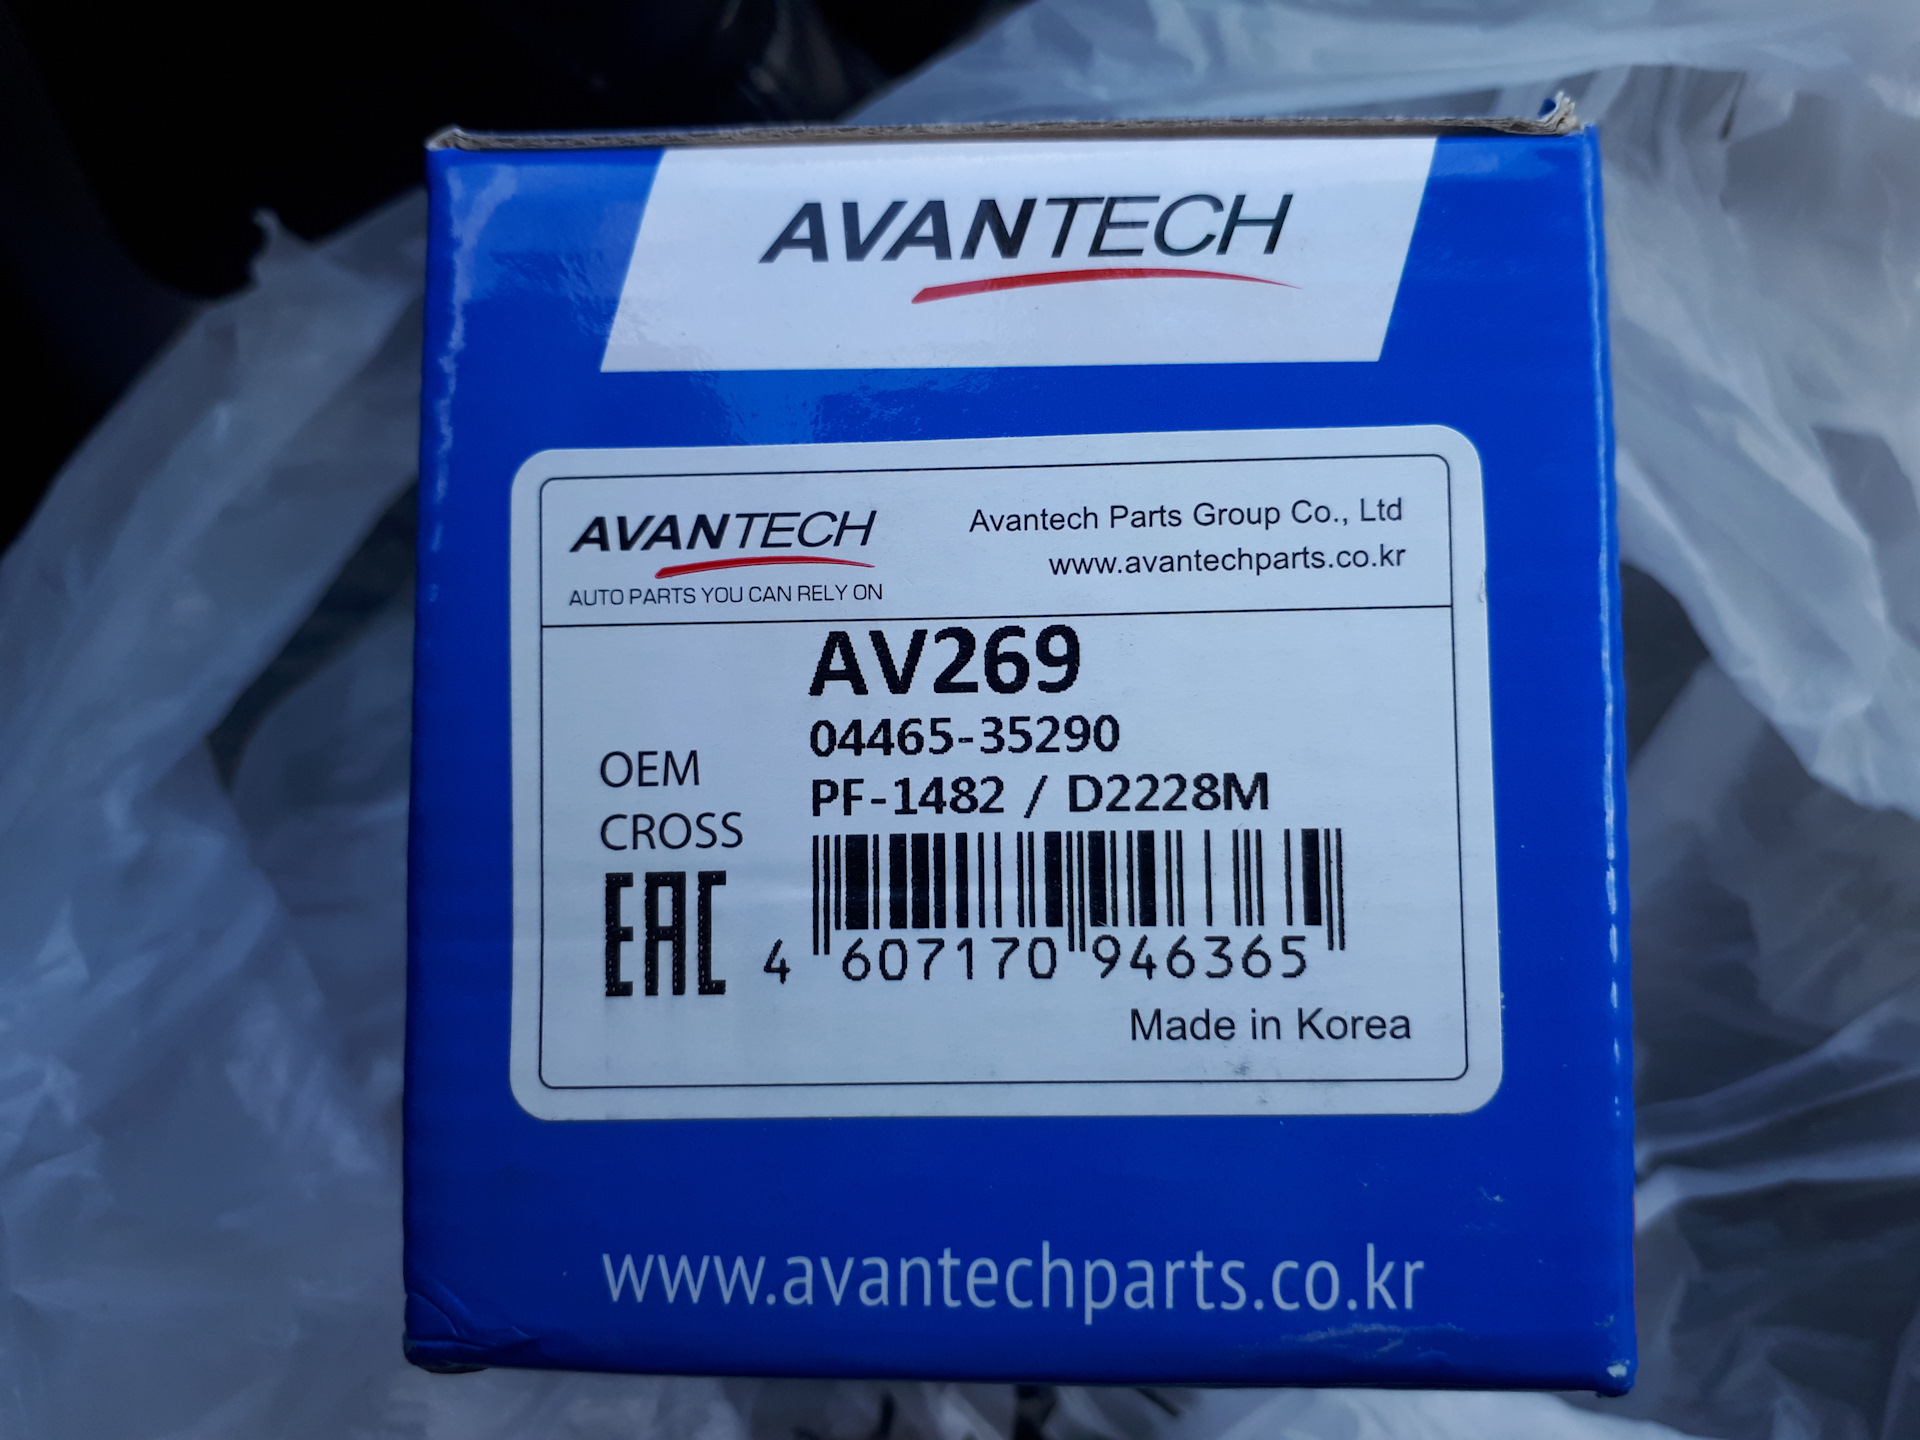 AVANTECH
AVANTECH
AUTO PARTS YOU CAN RELY ON
Avantech Parts Group Co., Ltd
www.avantechparts.co.kr
AV269
04465-35290
OEM
PF-1482 / D2228M
CROSS
EAC
4 607170 946365
Made in Korea
www.avantechparts.co.kr